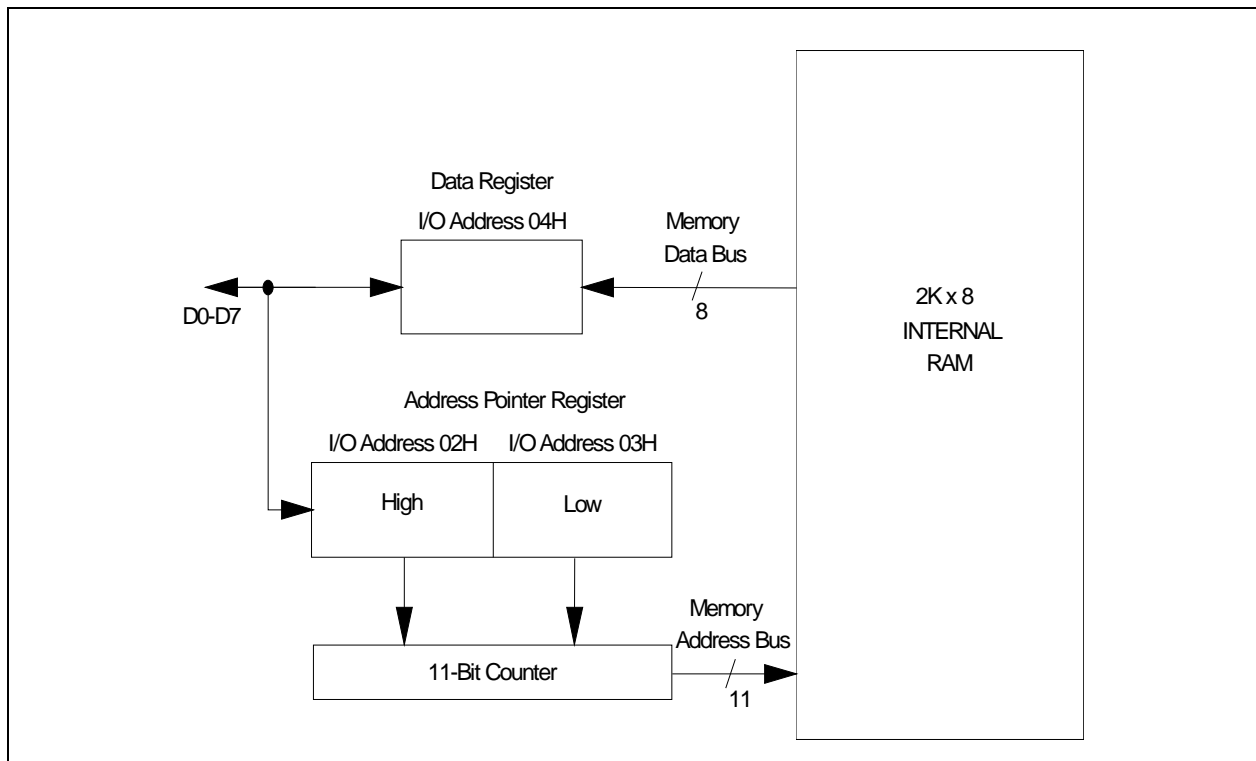 Data Register
I/O Address 04H
Memory
Data Bus
8
D0-D7
2K x 8
INTERNAL
RAM
Address Pointer Register
I/O Address 02H
I/O Address 03H
High
Low
Memory
Address Bus
11
11-Bit Counter